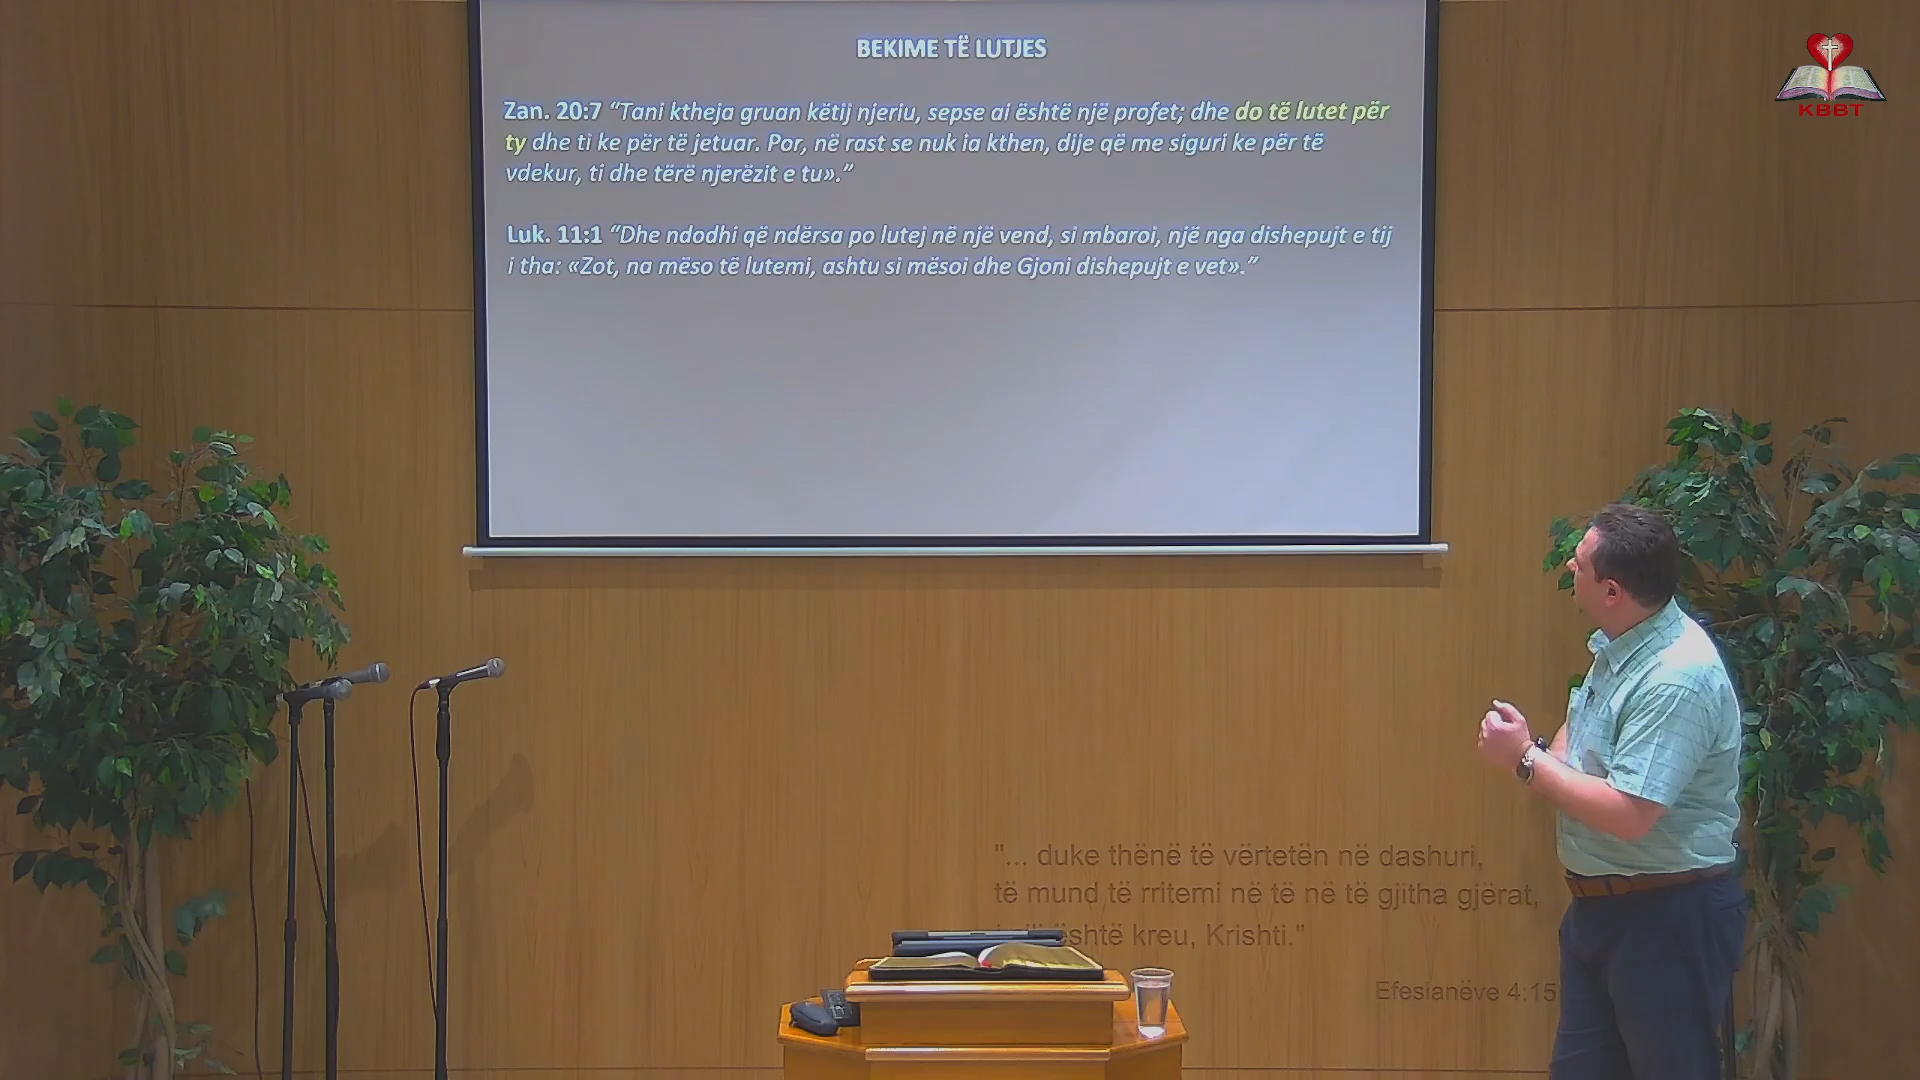 BEKIME TË LUTJES
Zan. 20:7 “Tani ktheja gruan këtij njeriu, sepse ai është një profet; dhe do të lutet për
ty dhe ti ke për të jetuar. Por, në rast se nuk ia kthen, dije që me siguri ke për të
vdekur, ti dhe tërë njerëzit e tu».”
Luk. 11:1 “Dhe ndodhi që ndërsa po lutej në një vend, si mbaroi, një nga dishepujt e tij
i tha: «Zot, na mëso të lutemi, ashtu si mësoi dhe Gjoni dishepujt e vet».”
KBBT
"... duke thënë të vërtetën në dashuri,
të mund të rritemi në të në të gjitha gjërat,
është kreu, Krishti."
Efesianëve 4:15